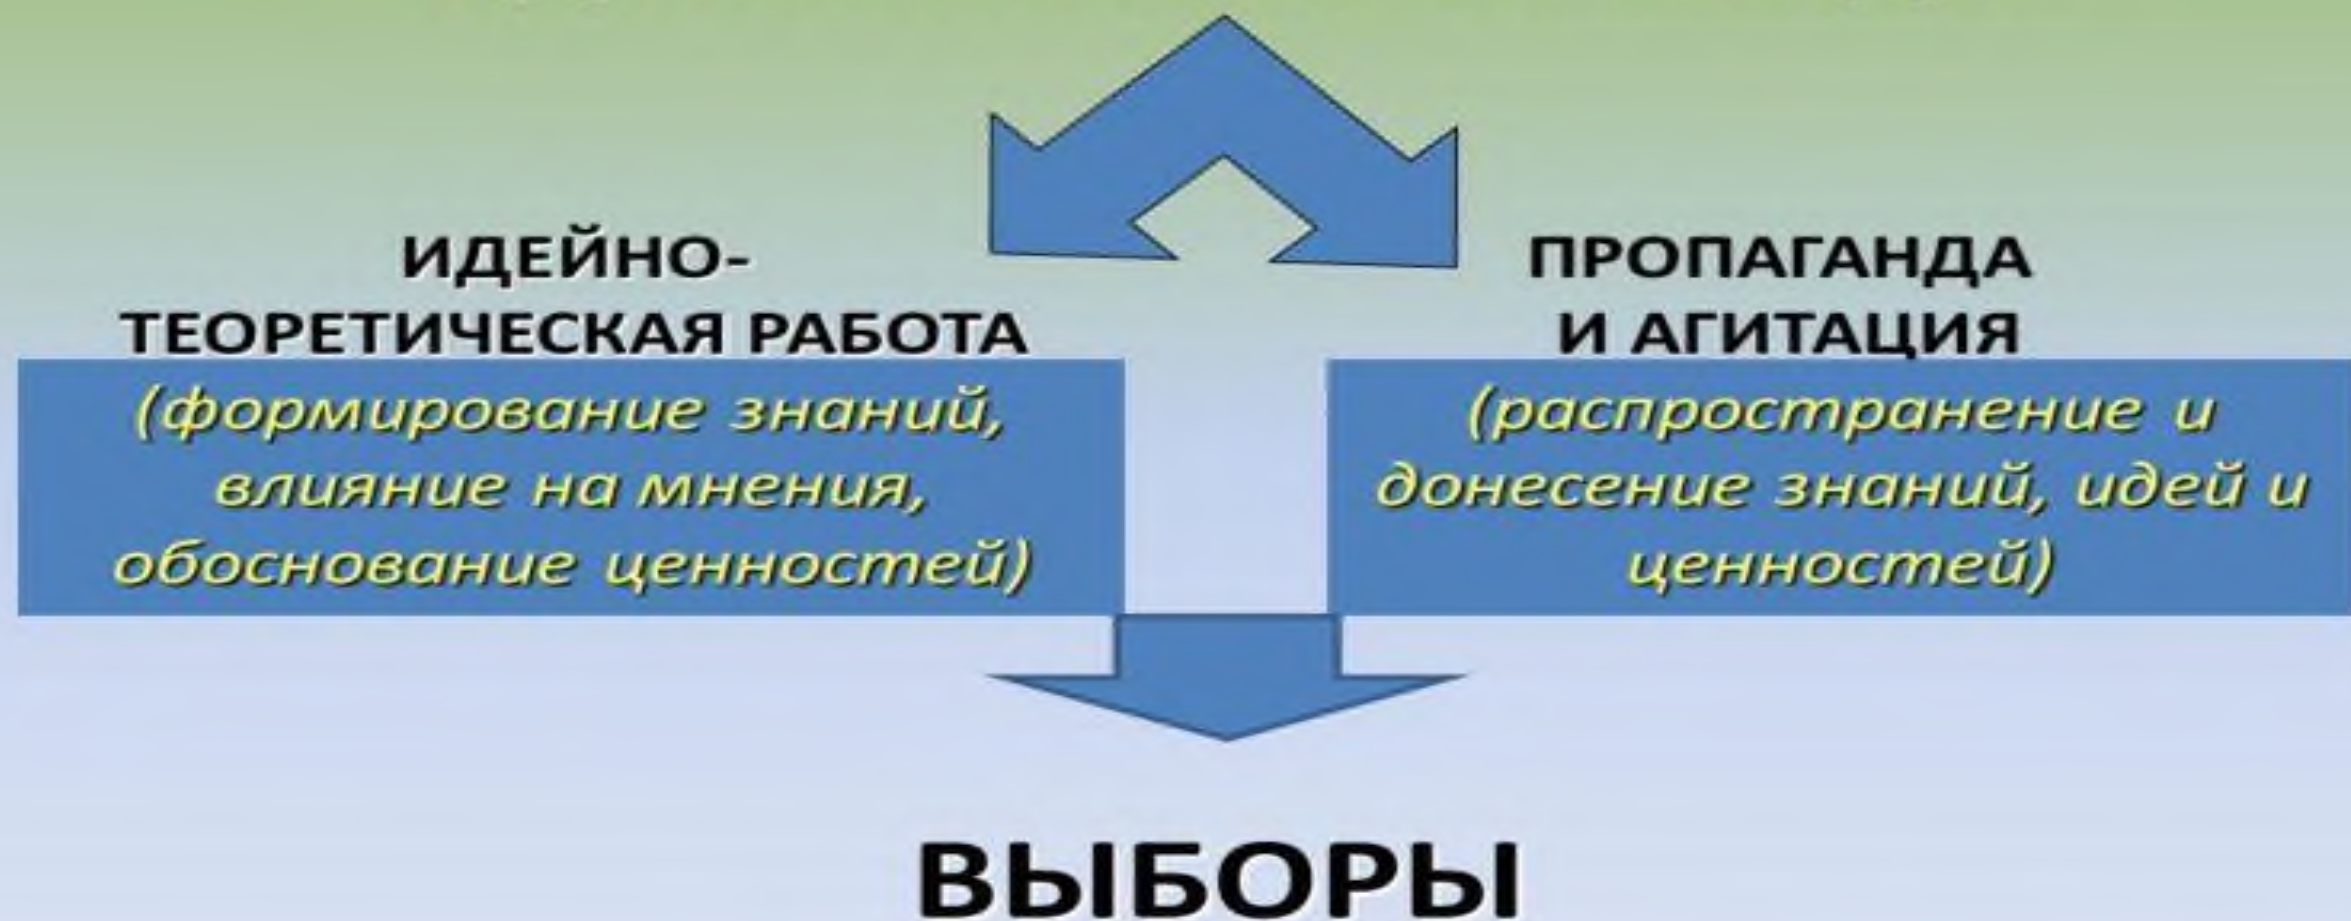 ИДЕЙНО-
ТЕОРЕТИЧЕСКАЯ РАБОТА
(формирование знаний,
влияние на мнения,
обоснование ценностей)
ПРОПАГАНДА
И АГИТАЦИЯ
(распространение и
донесение знаний, идей и
ценностей)
ВЫБОРЫ